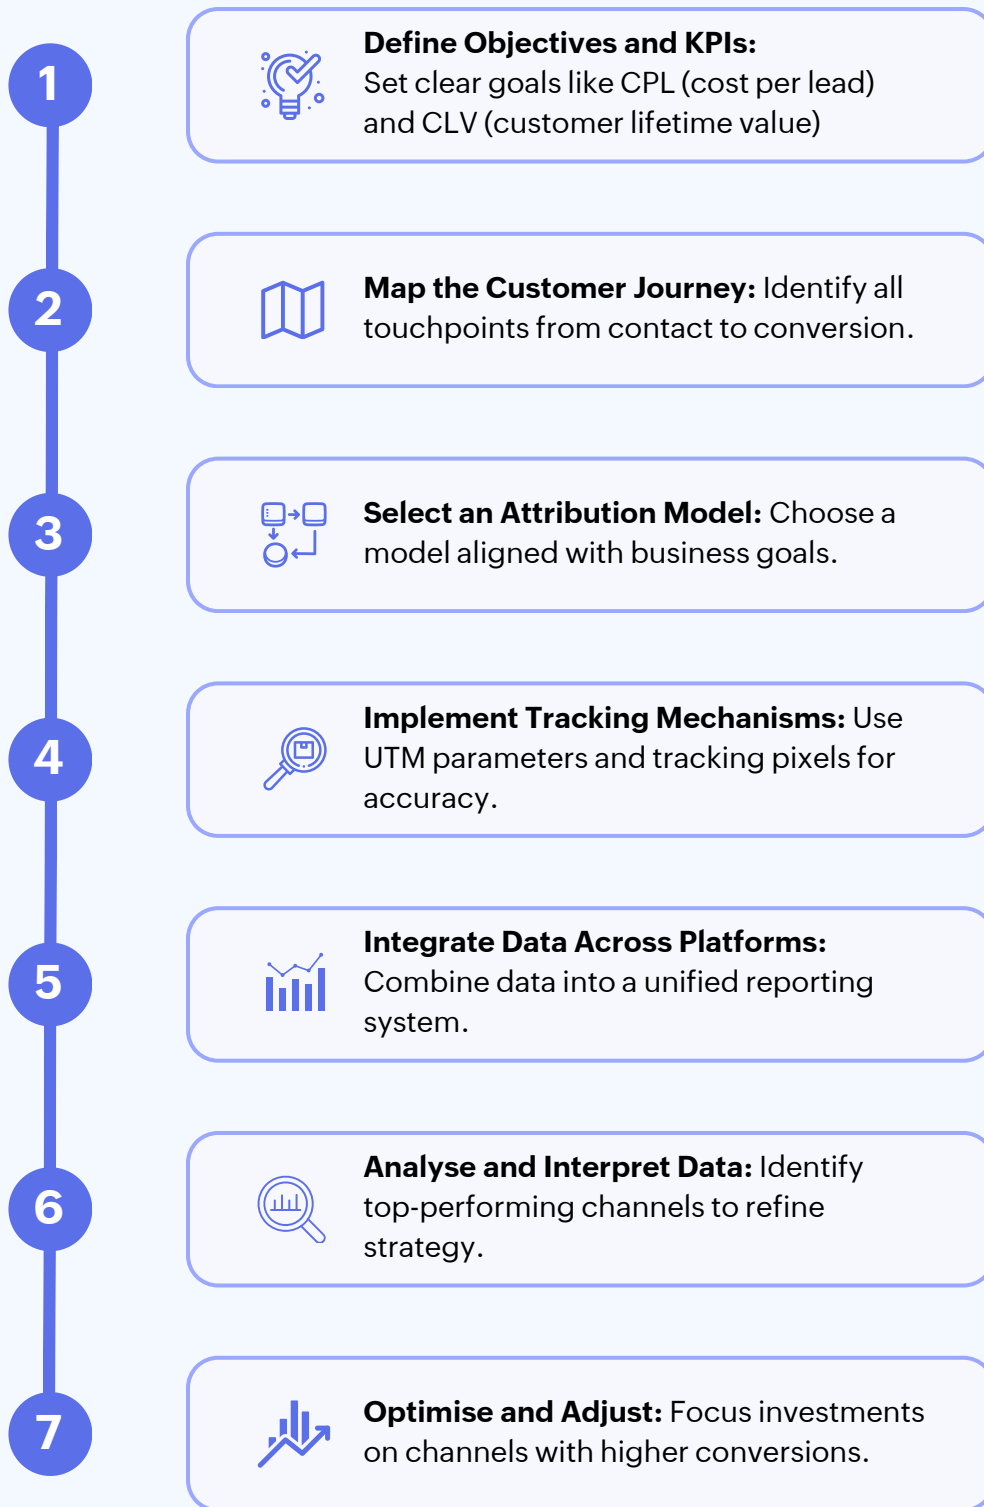 1
Define Objectives and KPIs:
Set clear goals like CPL (cost per lead)
and CLV (customer lifetime value)
2
Map the Customer Journey: Identify all
touchpoints from contact to conversion.
3
Select an Attribution Model: Choose a
model aligned with business goals.
4
Implement Tracking Mechanisms: Use
UTM parameters and tracking pixels for
accuracy.
5
Integrate Data Across Platforms:
Combine data into a unified reporting
system.
6
Analyse and Interpret Data: Identify
top-performing channels to refine
strategy.
7
Optimise and Adjust: Focus investments
on channels with higher conversions.